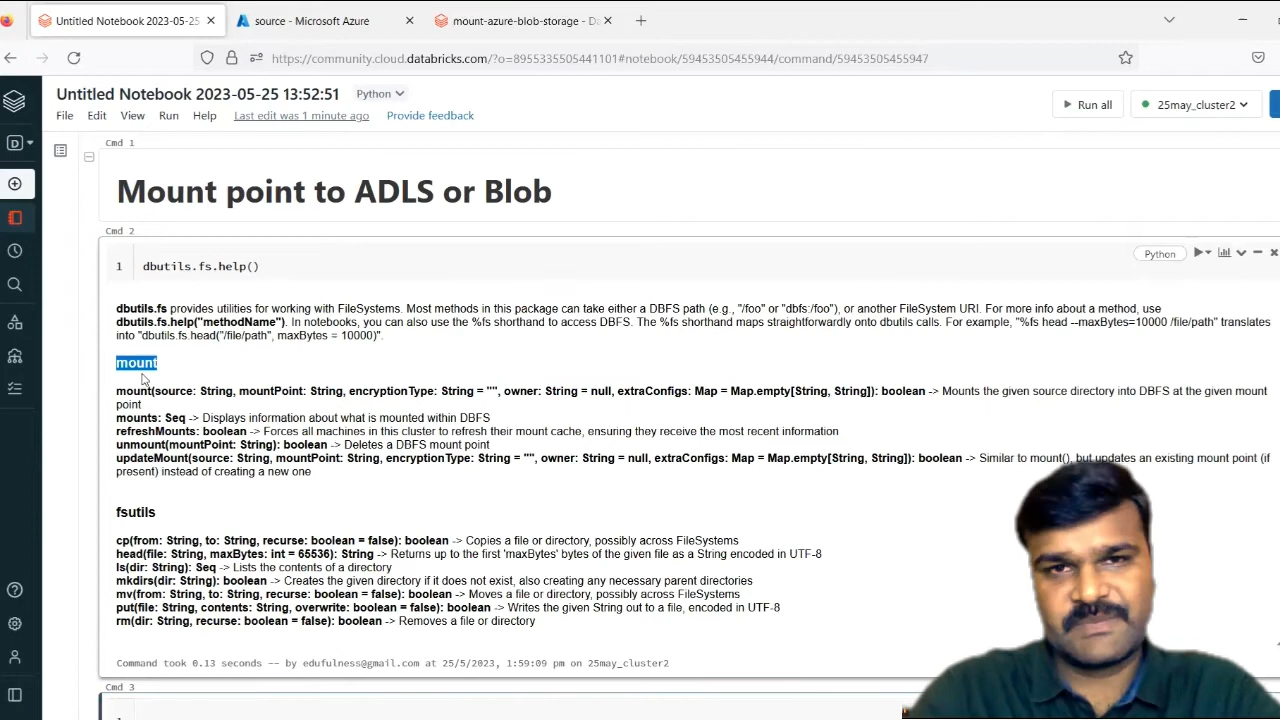 Untitled Notebook 2023-05-25
source - Microsoft Azure
mount-azure-blob-storage - Da
https://community.cloud.databricks.com/?o=8955335505441101#notebook/59453505455944/command/59453505455947
Untitled Notebook 2023-05-25 13:52:51
Python
File
Edit
View
Run
Help
Last edit was 1 minute ago
Provide feedback
Run all
25may_cluster2
D
Cmd 1
Mount point to ADLS or Blob
Cmd 2
Python
1 dbutils.fs.help()
dbutils.fs provides utilities for working with FileSystems. Most methods in this package can take either a DBFS path (e.g., "/foo" or "dbfs:/foo"), or another FileSystem URI. For more info about a method, use
dbutils.fs.help("methodName"). In notebooks, you can also use the %fs shorthand to access DBFS. The %fs shorthand maps straightforwardly onto dbutils calls. For example, "%fs head --maxBytes=10000 /file/path" translates
into "dbutils.fs.head("/file/path", maxBytes = 10000)".
mount
mount(source: String, mountPoint: String, encryptionType: String = "", owner: String = null, extraConfigs: Map = Map.empty[String, String]): boolean -> Mounts the given source directory into DBFS at the given mount
point
mounts: Seq -> Displays information about what is mounted within DBFS
refreshMounts: boolean -> Forces all machines in this cluster to refresh their mount cache, ensuring they receive the most recent information
unmount(mountPoint: String): boolean -> Deletes a DBFS mount point
updateMount(source: String, mountPoint: String, encryptionType: String = "", owner: String = null, extraConfigs: Map = Map.empty[String, String]): boolean -> Similar to mount(), but updates an existing mount point (if
present) instead of creating a new one
fsutils
cp(from: String, to: String, recurse: boolean = false): boolean -> Copies a file or directory, possibly across FileSystems
head(file: String, maxBytes: int = 65536): String -> Returns up to the first 'maxBytes' bytes of the given file as a String encoded in UTF-8
ls(dir: String): Seq -> Lists the contents of a directory
mkdirs(dir: String): boolean -> Creates the given directory if it does not exist, also creating any necessary parent directories
mv(from: String, to: String, recurse: boolean = false): boolean -> Moves a file or directory, possibly across FileSystems
put(file: String, contents: String, overwrite: boolean = false): boolean -> Writes the given String out to a file, encoded in UTF-8
rm(dir: String, recurse: boolean = false): boolean -> Removes a file or directory
Command took 0.13 seconds -- by edufulness@gmail.com at 25/5/2023, 1:59:09 pm on 25may_cluster2
Cmd 3
1